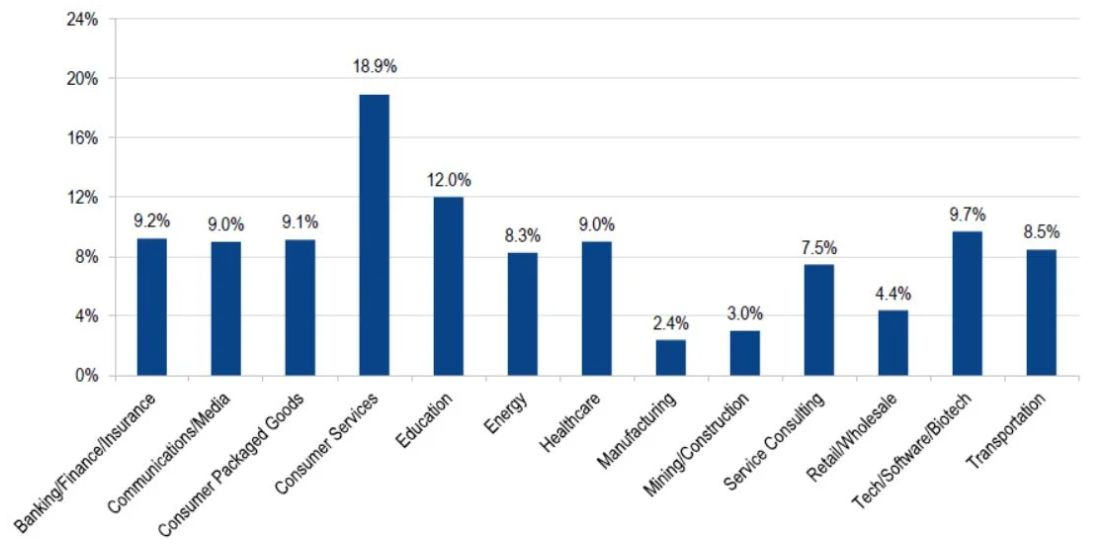 24%
20%
16%
12%
8%
4%
0%
9.2%
9.0%
9.1%
18.9%
12.0%
8.3%
9.0%
2.4%
3.0%
7.5%
4.4%
9.7%
8.5%
Banking/Finance/Insurance
Communications/Media
Consumer Packaged Goods
Consumer Services
Education
Energy
Healthcare
Manufacturing
Mining/Construction
Service Consulting
Retail/Wholesale
Tech/Software/Biotech
Transportation